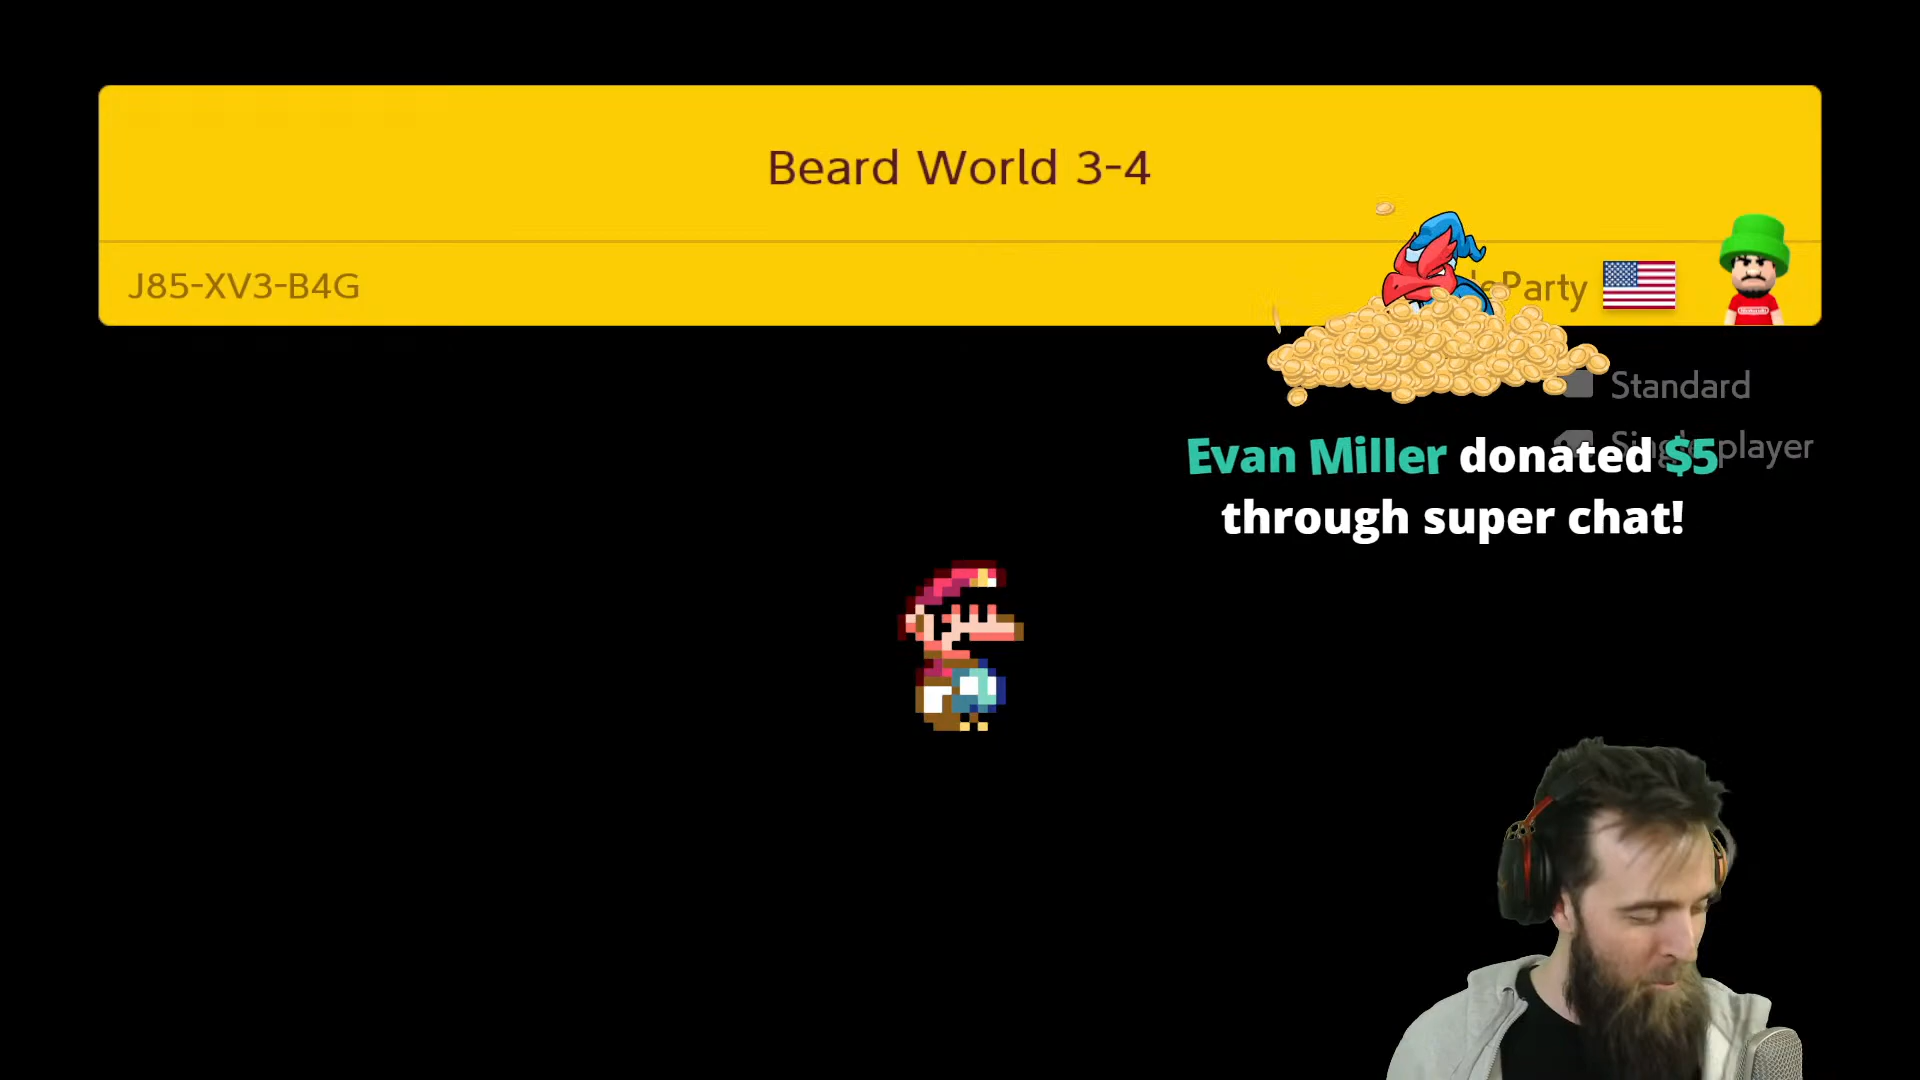 Beard World 3-4
J85-XV3-B4G
Party
Standard
Evan Miller donated $5
player
through super chat!